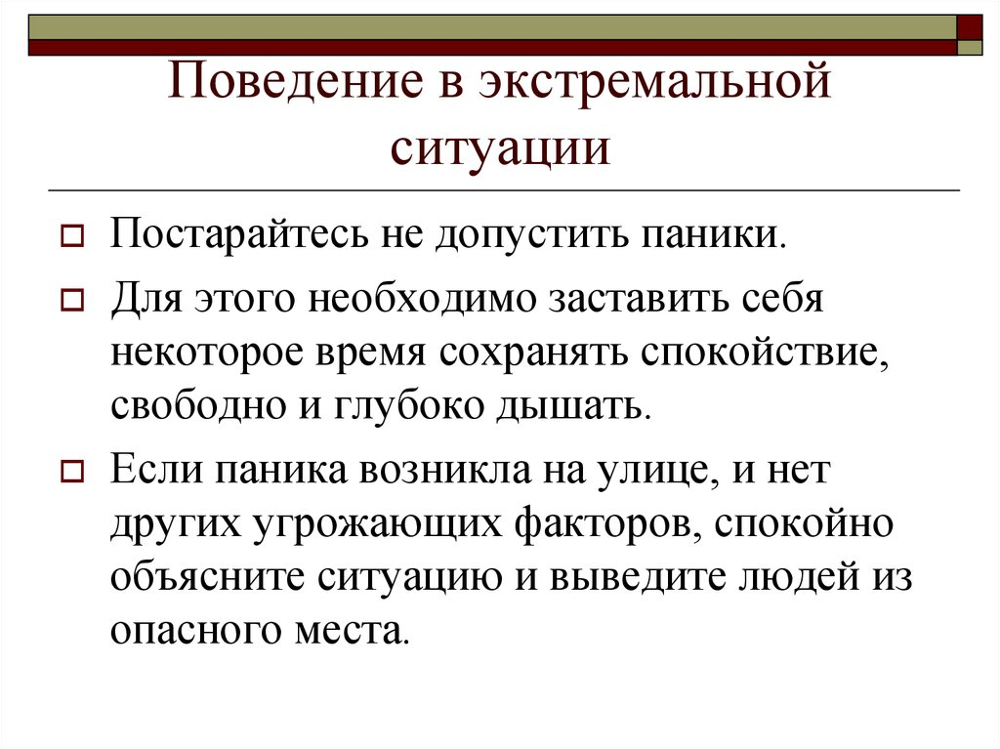 Поведение в экстремальной
ситуации
Постарайтесь не допустить паники.
Для этого необходимо заставить себя
некоторое время сохранять спокойствие,
свободно и глубоко дышать.
Если паника возникла на улице, и нет
других угрожающих факторов, спокойно
объясните ситуацию и выведите людей из
опасного места.